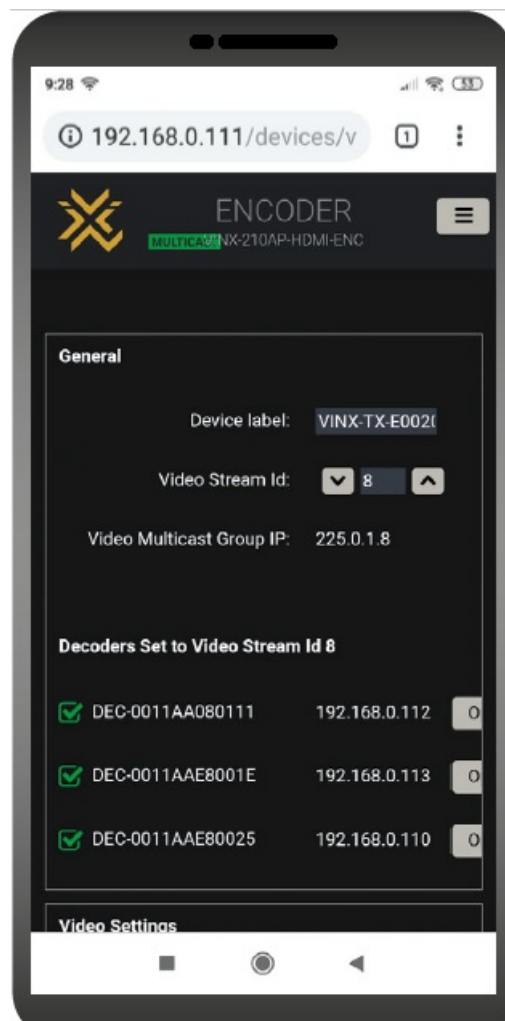 9:28 53
192.168.0.111/devices/v 1
ENCODER
MULTICAST VINX-210AP-HDMI-ENC
General
Device label: VINX-TX-E002(
Video Stream Id: 8
Video Multicast Group IP: 225.0.1.8
Decoders Set to Video Stream Id 8
DEC-0011AA080111 192.168.0.112 O
DEC-0011AAE8001E 192.168.0.113 O
DEC-0011AAE80025 192.168.0.110 O
Video Settings